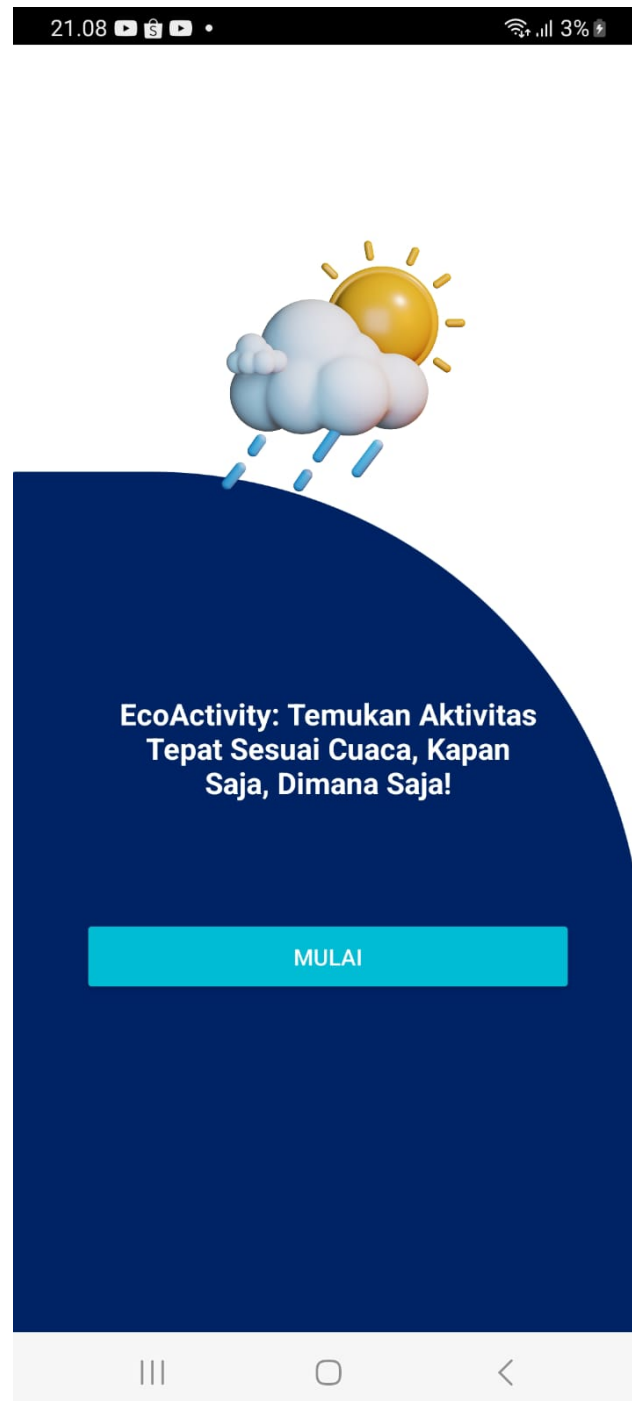 21.08 3%
EcoActivity: Temukan Aktivitas
Tepat Sesuai Cuaca, Kapan
Saja, Dimana Saja!
MULAI